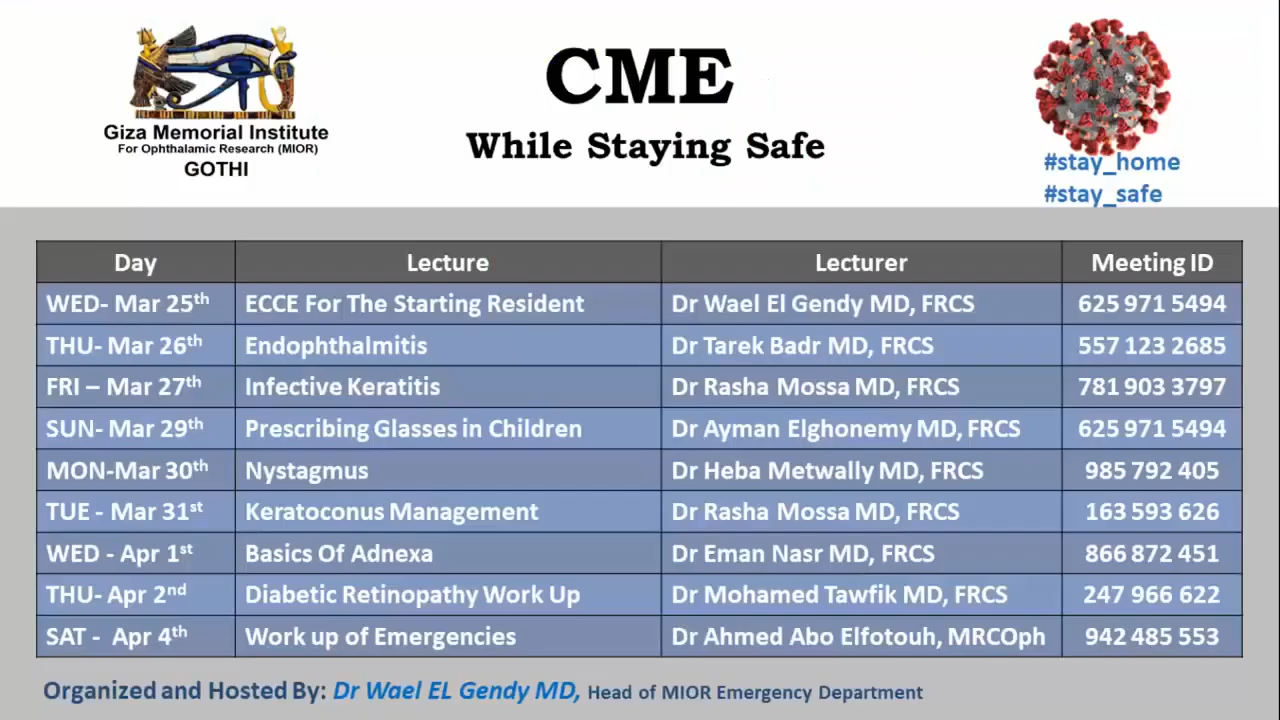 Giza Memorial Institute
For Ophthalamic Research (MIOR)
GOTHI
CME
While Staying Safe
#stay_home
#stay_safe
Day Lecture Lecturer Meeting ID
WED- Mar 25th ECCE For The Starting Resident Dr Wael El Gendy MD, FRCS 625 971 5494
THU- Mar 26th Endophthalmitis Dr Tarek Badr MD, FRCS 557 123 2685
FRI – Mar 27th Infective Keratitis Dr Rasha Mossa MD, FRCS 781 903 3797
SUN- Mar 29th Prescribing Glasses in Children Dr Ayman Elghonemy MD, FRCS 625 971 5494
MON-Mar 30th Nystagmus Dr Heba Metwally MD, FRCS 985 792 405
TUE - Mar 31st Keratoconus Management Dr Rasha Mossa MD, FRCS 163 593 626
WED - Apr 1st Basics Of Adnexa Dr Eman Nasr MD, FRCS 866 872 451
THU- Apr 2nd Diabetic Retinopathy Work Up Dr Mohamed Tawfik MD, FRCS 247 966 622
SAT - Apr 4th Work up of Emergencies Dr Ahmed Abo Elfotouh, MRCOph 942 485 553
Organized and Hosted By: Dr Wael EL Gendy MD, Head of MIOR Emergency Department